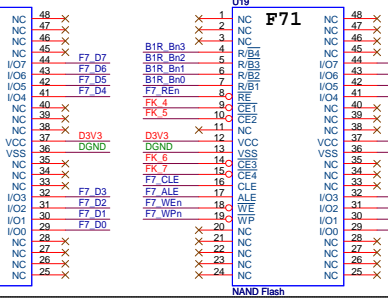 U19
F71
NC 48 1 NC NC 48
NC 47 2 NC NC 47
NC 46 3 NC NC 46
NC 45 B1R_Bn3 4 R/B4 NC 45
I/O7 44 F7_D7 B1R_Bn2 5 R/B3 I/O7 44
I/O6 43 F7_D6 B1R_Bn1 6 R/B2 I/O6 43
I/O5 42 F7_D5 B1R_Bn0 7 R/B1 I/O5 42
I/O4 41 F7_D4 F7_REn 8 RE I/O4 41
NC 40 FK_4 9 CE1 NC 40
NC 39 FK_5 10 CE2 NC 39
NC 38 11 NC NC 38
VCC 37 D3V3 D3V3 12 VCC VCC 37
VSS 36 DGND DGND 13 VSS VSS 36
NC 35 FK_6 14 CE3 NC 35
NC 34 FK_7 15 CE4 NC 34
NC 33 F7_CLE 16 CLE NC 33
I/O3 32 F7_D3 F7_ALE 17 ALE I/O3 32
I/O2 31 F7_D2 F7_WEn 18 WE I/O2 31
I/O1 30 F7_D1 F7_WPn 19 WP I/O1 30
I/O0 29 F7_D0 20 NC I/O0 29
NC 28 21 NC NC 28
NC 27 22 NC NC 27
NC 26 23 NC NC 26
NC 25 24 NC NC 25
NAND Flash